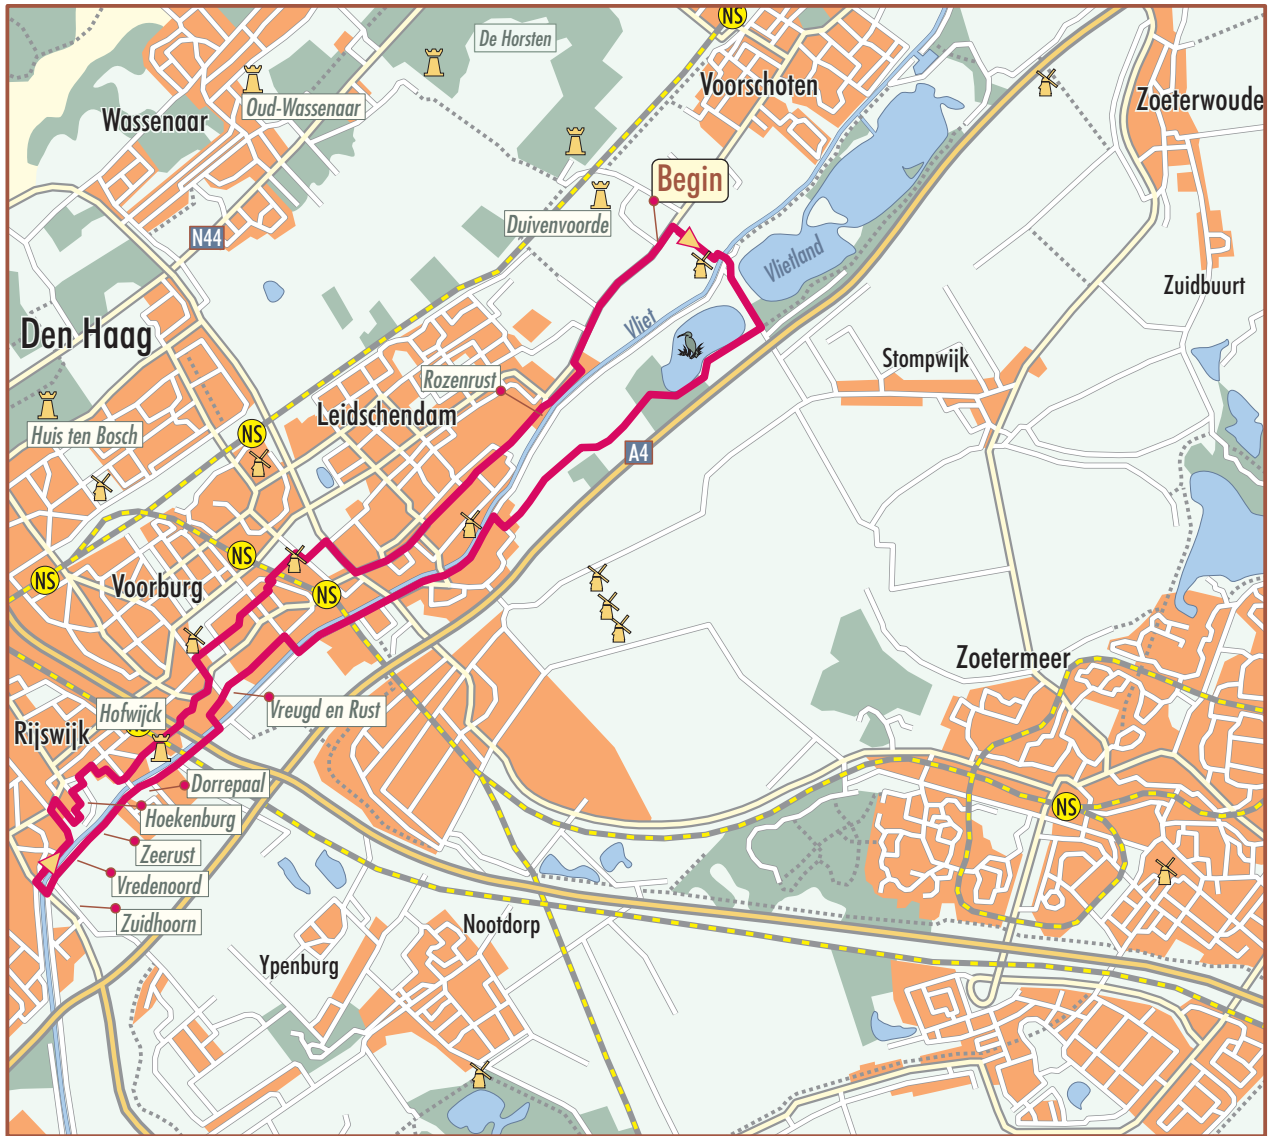 NS
De Horsten
Voorschoten
Oud-Wassenaar
Wassenaar
Zoeterwoude
Begin
Duivenvoorde
N44
Vlietland
Zuidbuurt
Vliet
Den Haag
Stompwijk
Rozenrust
Leidschendam
Huis ten Bosch
NS
A4
NS
NS
Voorburg
NS
Zoetermeer
Hofwijck
Vreugd en Rust
Rijswijk
Dorrepaal
NS
Hoekenburg
Zeerust
Vredenoord
Zuidhoorn
Nootdorp
Ypenburg